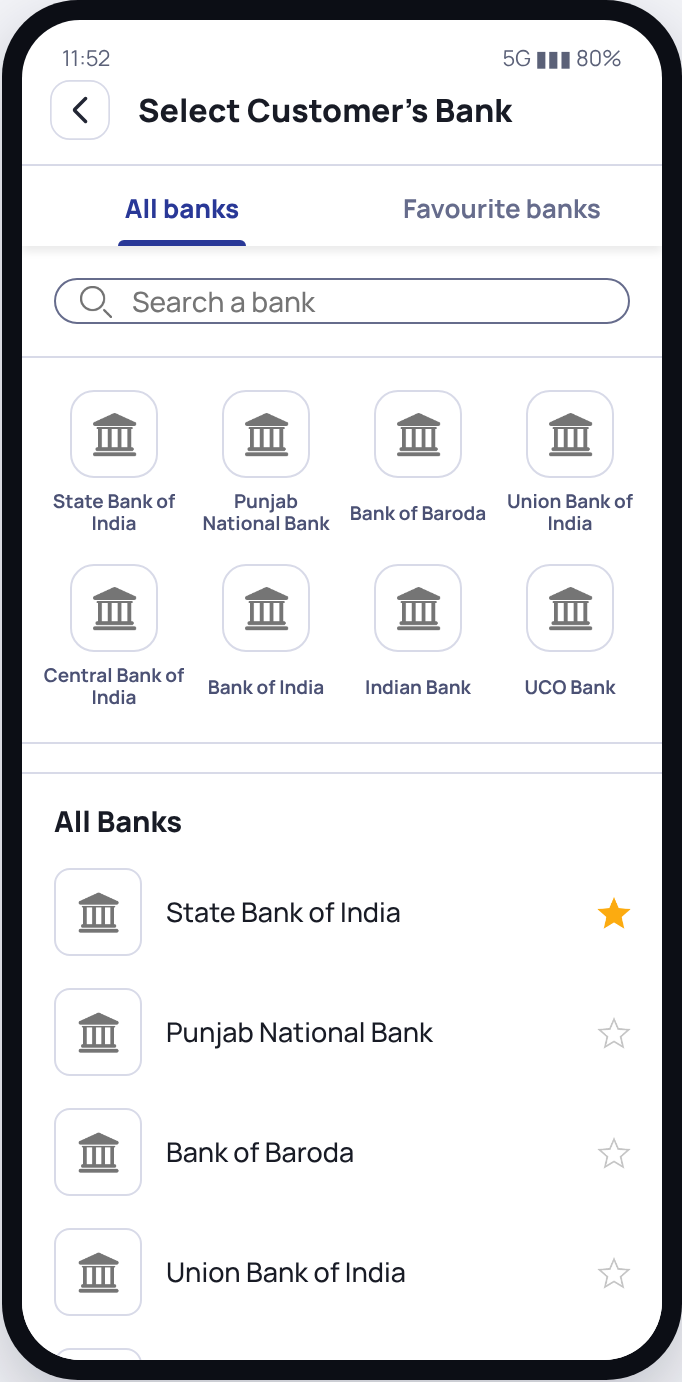 11:52
5G ▮▮▮ 80%
Select Customer’s Bank
All banks
Favourite banks
Search a bank
State Bank of
India
Punjab
National Bank
Bank of Baroda
Union Bank of
India
Central Bank of
India
Bank of India
Indian Bank
UCO Bank
All Banks
State Bank of India
Punjab National Bank
Bank of Baroda
Union Bank of India